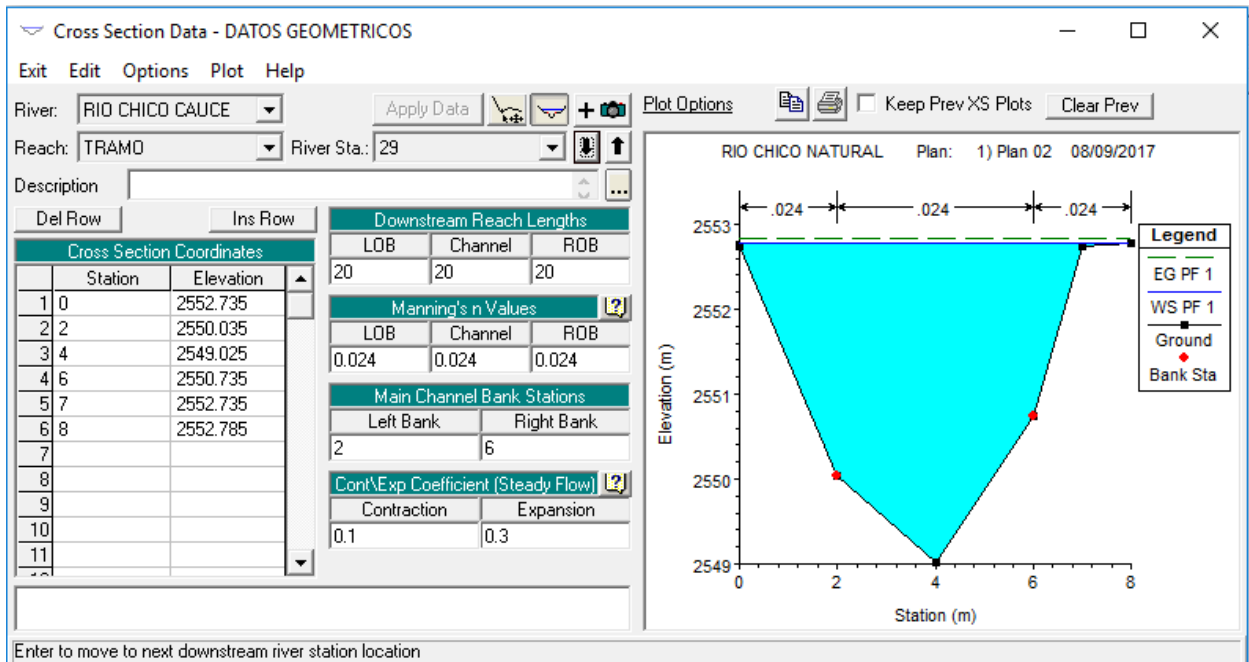 Cross Section Data - DATOS GEOMETRICOS
Exit Edit Options Plot Help
River: RIO CHICO CAUCE Apply Data
Reach: TRAMO River Sta.: 29
Description ...
Del Row Ins Row
Cross Section Coordinates
Station Elevation
1 0 2552.735
2 2 2550.035
3 4 2549.025
4 6 2550.735
5 7 2552.735
6 8 2552.785
7
8
9
10
11
Downstream Reach Lengths
LOB Channel ROB
20 20 20
Manning's n Values
LOB Channel ROB
0.024 0.024 0.024
Main Channel Bank Stations
Left Bank Right Bank
2 6
Cont\Exp Coefficient (Steady Flow)
Contraction Expansion
0.1 0.3
Plot Options Keep Prev XS Plots Clear Prev
RIO CHICO NATURAL Plan: 1) Plan 02 08/09/2017
.024 .024 .024
2553
2552
2551
2550
2549
Elevation (m)
0 2 4 6 8
Station (m)
Legend
EG PF 1
WS PF 1
Ground
Bank Sta
Enter to move to next downstream river station location